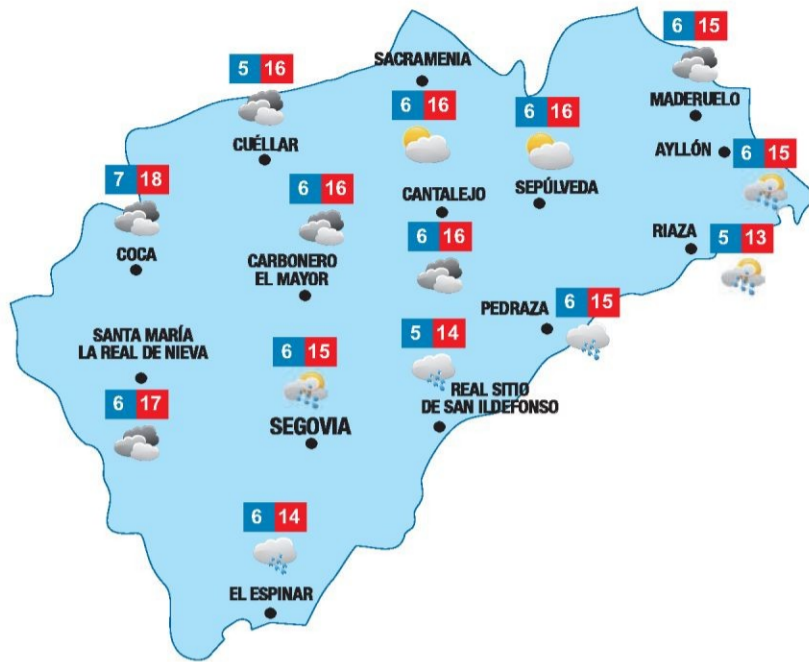 6 15
SACRAMENIA
5 16
MADERUELO
6 16
6 16
CUÉLLAR
AYLLÓN
6 15
7 18
6 16
CANTALEJO
SEPÚLVEDA
COCA
CARBONERO
EL MAYOR
6 16
RIAZA
5 13
SANTA MARÍA
LA REAL DE NIEVA
6 15
5 14
PEDRAZA
6 15
6 17
SEGOVIA
REAL SITIO
DE SAN ILDEFONSO
6 14
EL ESPINAR